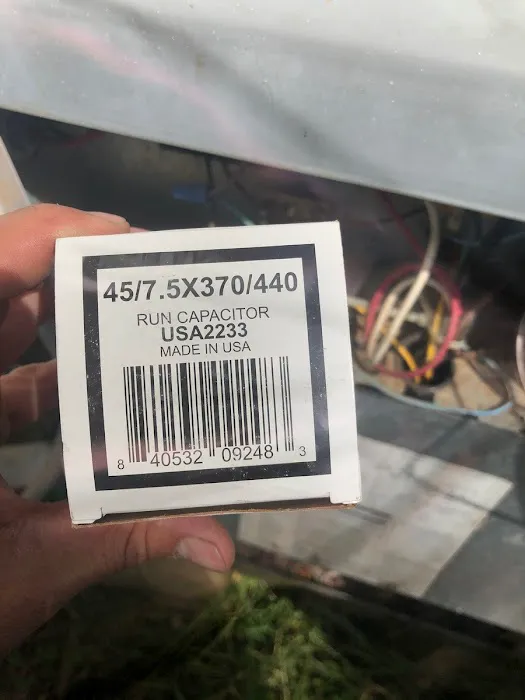 45/7.5X370/440
RUN CAPACITOR
USA2233
MADE IN USA
8 40532 09248 3